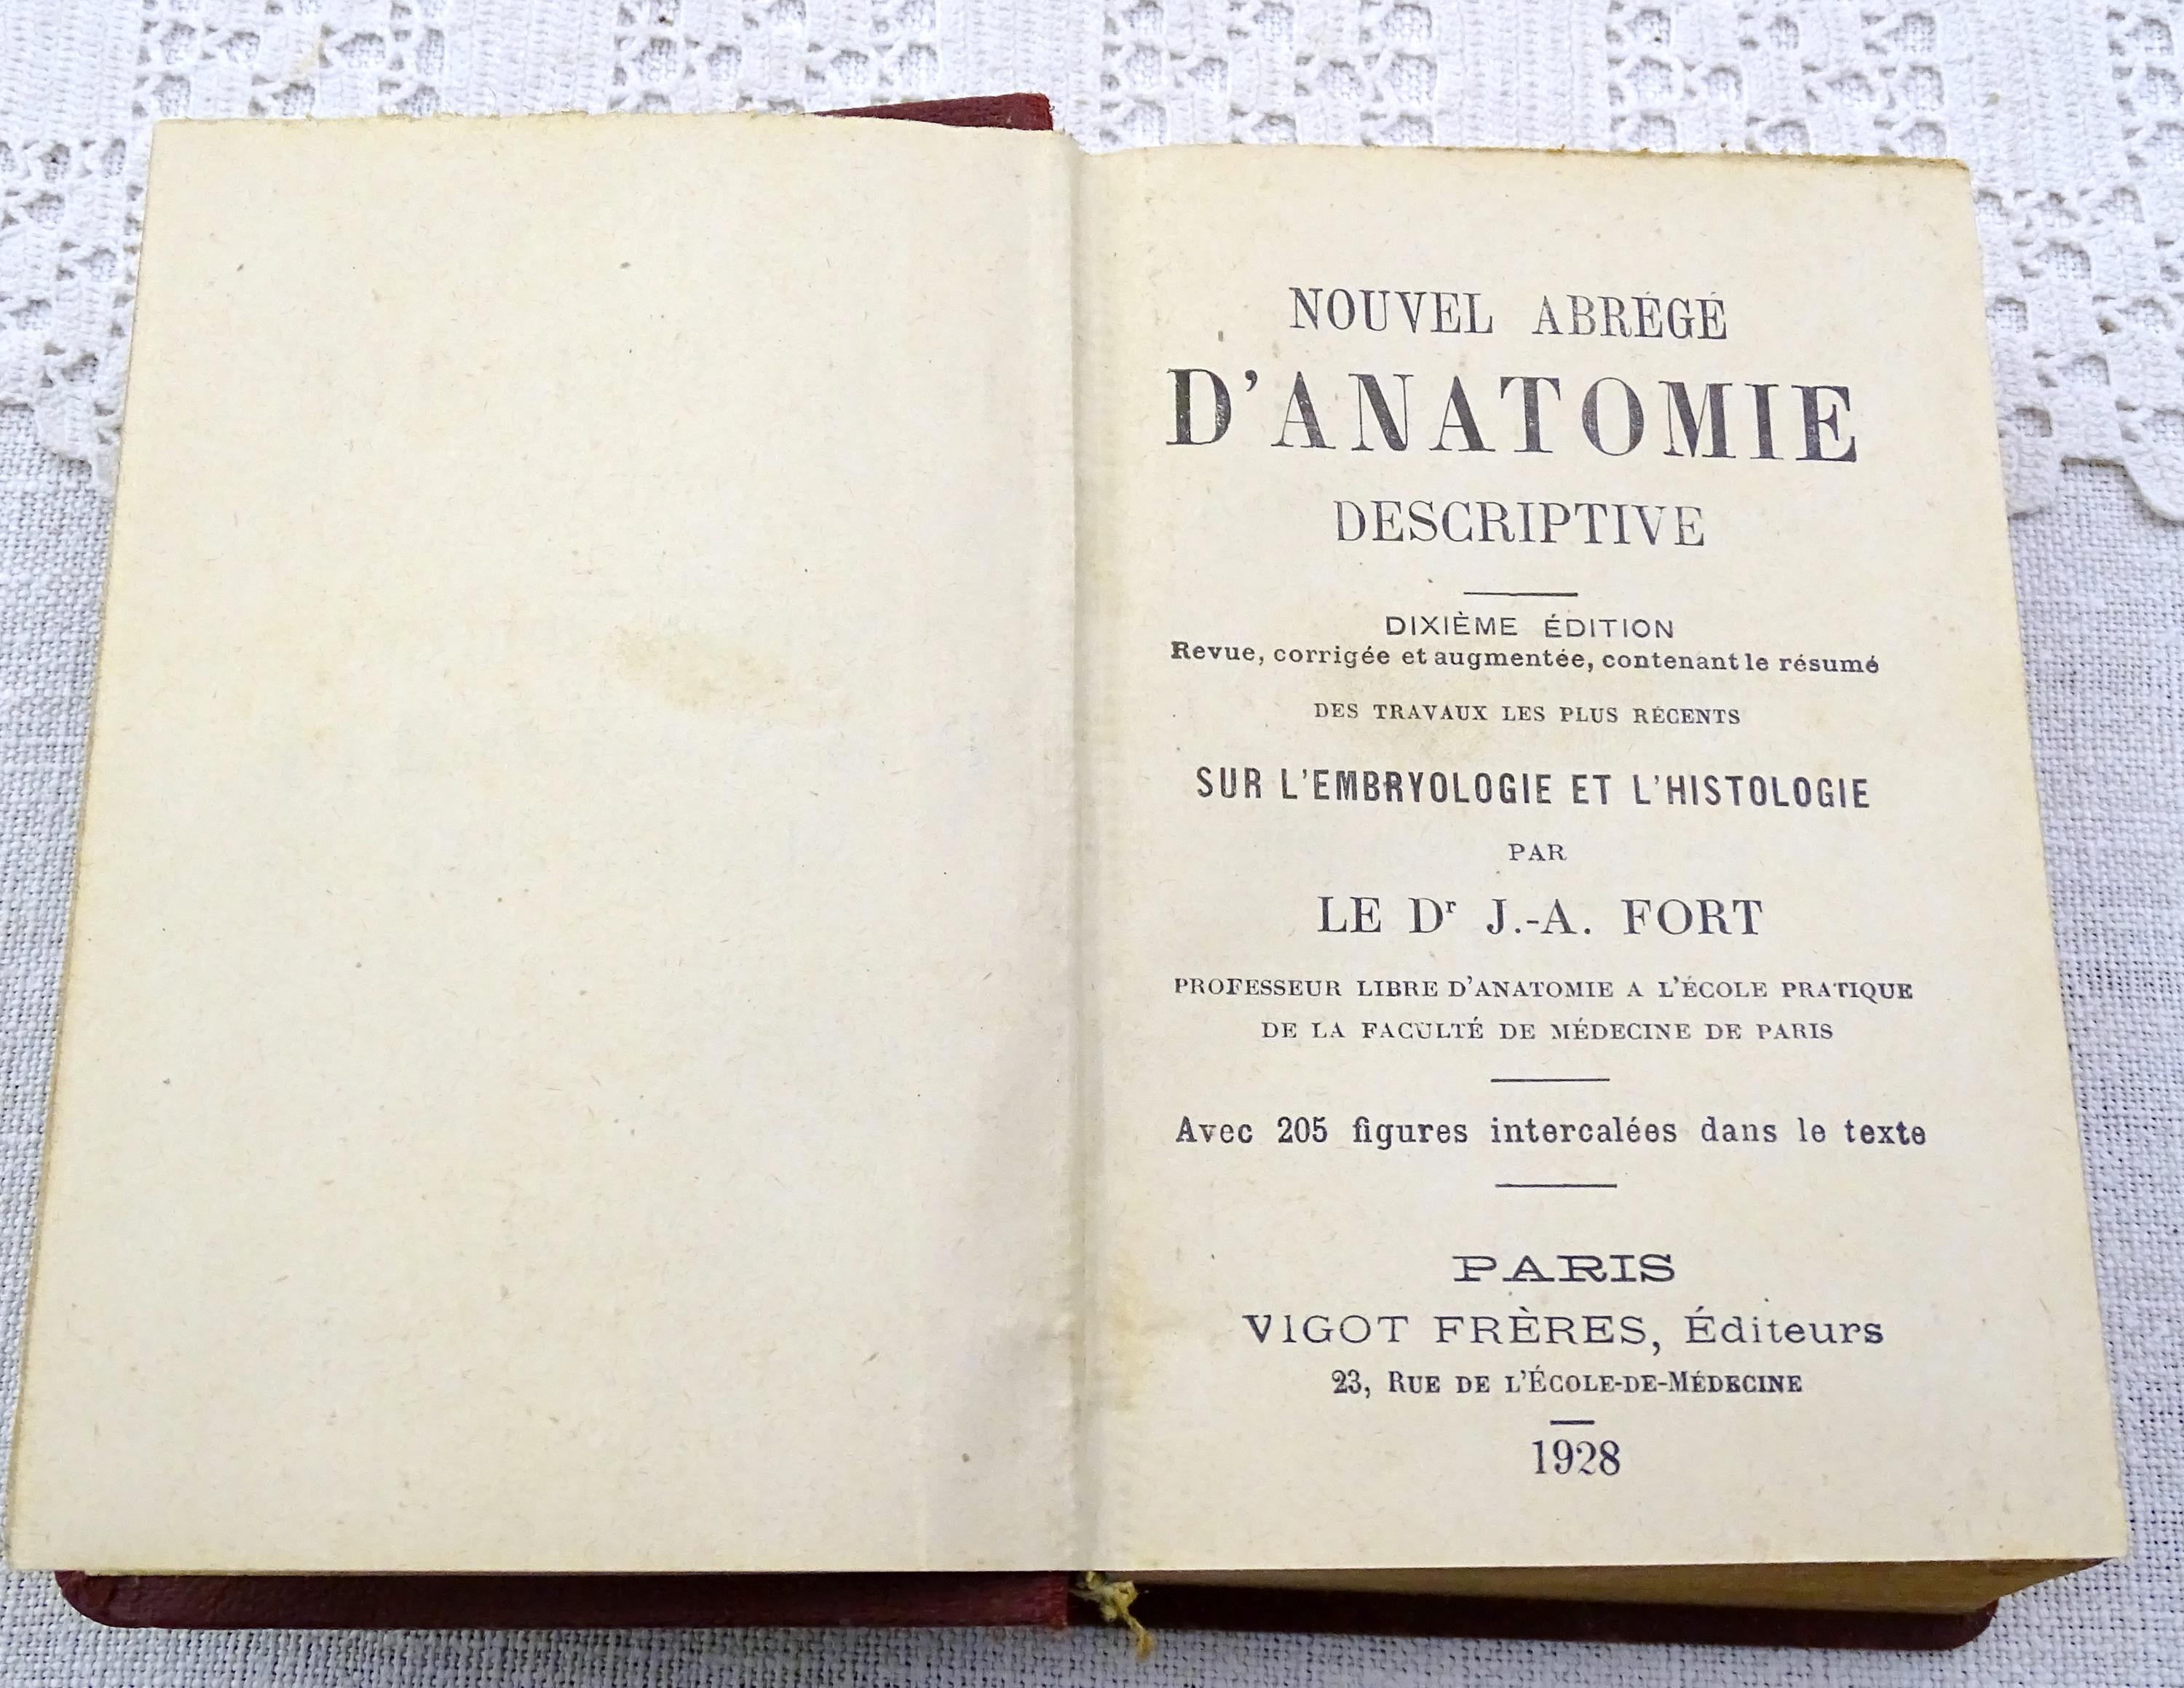 NOUVEL ABRÉGÉ
D'ANATOMIE
DESCRIPTIVE
DIXIÈME ÉDITION
Revue, corrigée et augmentée, contenant le résumé
DES TRAVAUX LES PLUS RÉCENTS
SUR L'EMBRYOLOGIE ET L'HISTOLOGIE
PAR
LE Dr J.-A. FORT
PROFESSEUR LIBRE D'ANATOMIE A L'ÉCOLE PRATIQUE
DE LA FACULTÉ DE MÉDECINE DE PARIS
Avec 205 figures intercalées dans le texte
PARIS
VIGOT FRÈRES, Éditeurs
23, RUE DE L'ÉCOLE-DE-MÉDECINE
1928